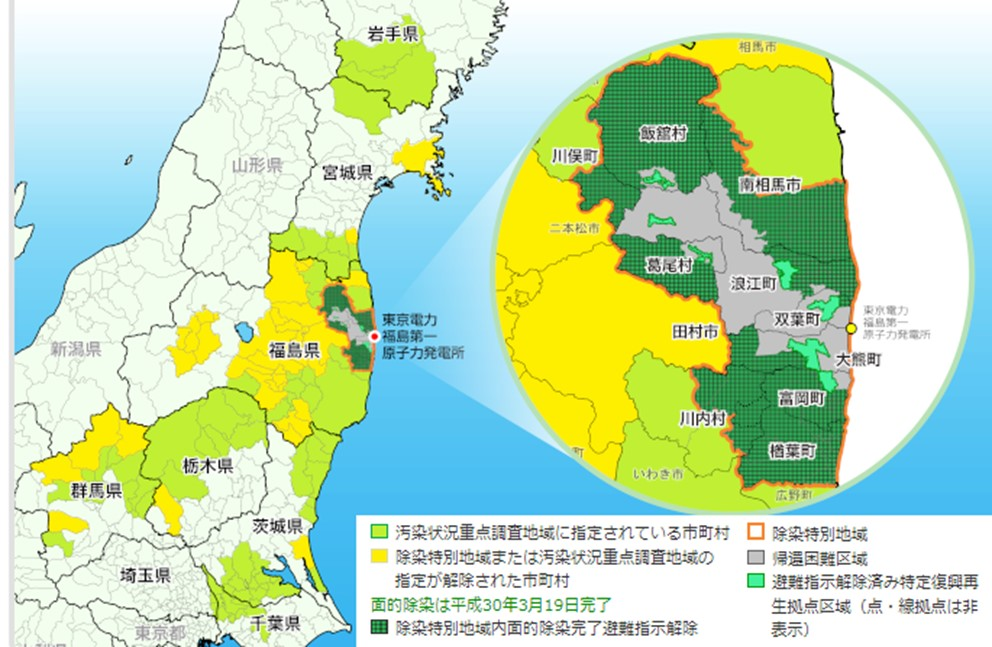 岩手県
山形県
宮城県
新潟県
福島県
東京電力
福島第一
原子力発電所
栃木県
群馬県
茨城県
埼玉県
千葉県
東京都
相馬市
飯舘村
川俣町
南相馬市
二本松市
葛尾村
浪江町
田村市
双葉町
東京電力
福島第一
原子力発電所
大熊町
富岡町
川内村
楢葉町
町
いわき市
広野町
汚染状況重点調査地域に指定されている市町村
除染特別地域または汚染状況重点調査地域の
指定が解除された市町村
面的除染は平成30年3月19日完了
除染特別地域内面的除染完了避難指示解除
除染特別地域
帰還困難区域
避難指示解除済み特定復興再
生拠点区域（点・線拠点は非
表示）